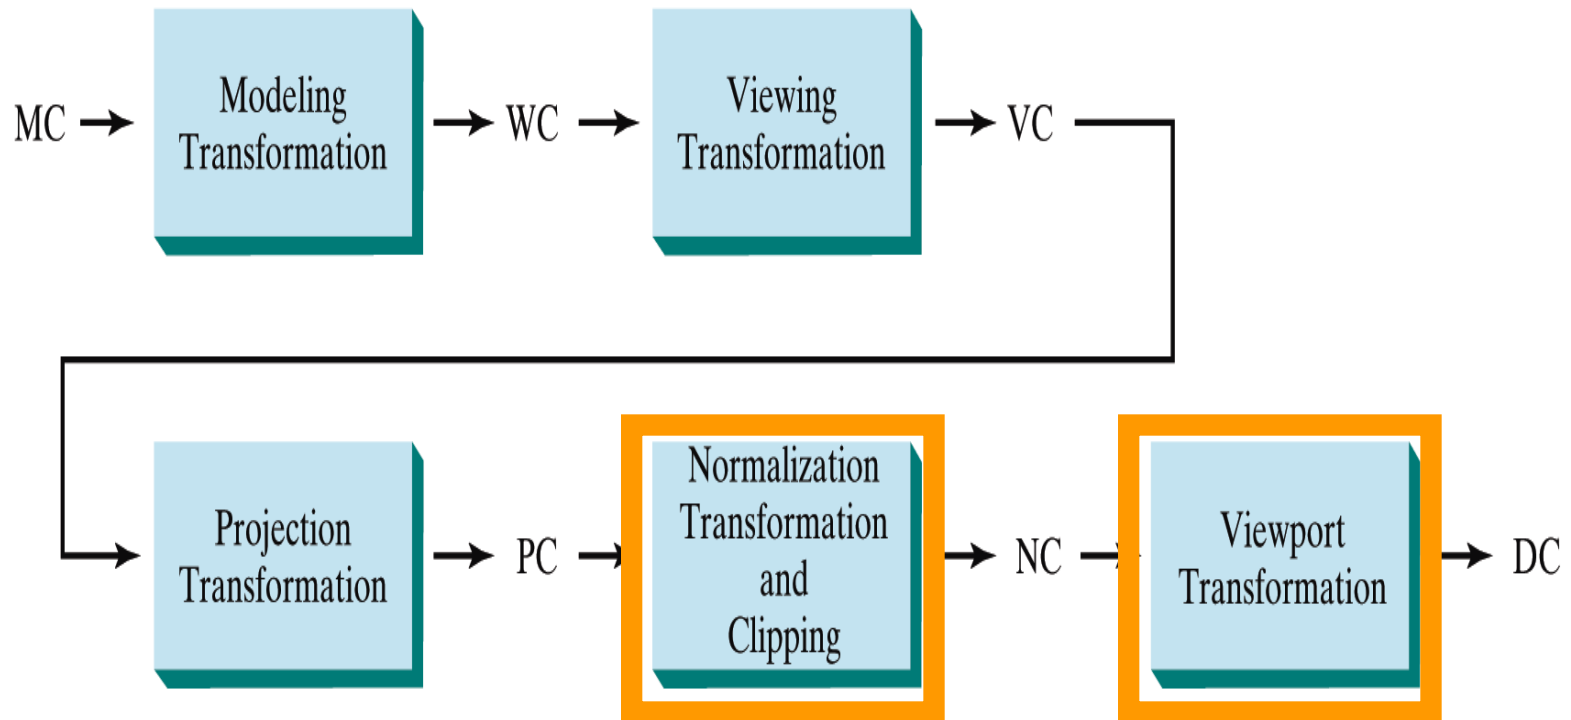 MC
Modeling
Transformation
WC
Viewing
Transformation
VC
Projection
Transformation
PC
Normalization
Transformation
and
Clipping
NC
Viewport
Transformation
DC